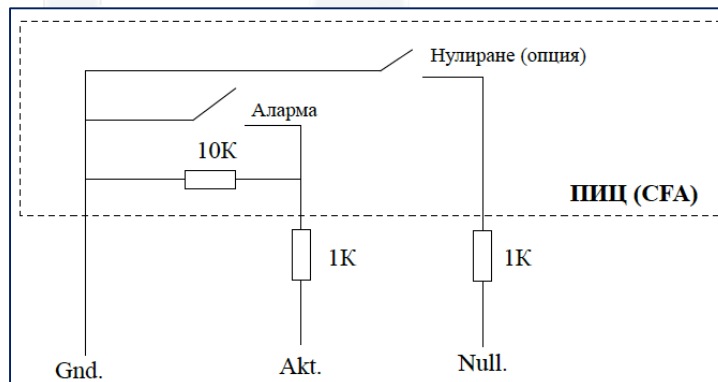 Нулиране (опция)
Аларма
10K
ПИЦ (CFA)
1K
1K
Gnd.
Akt.
Null.